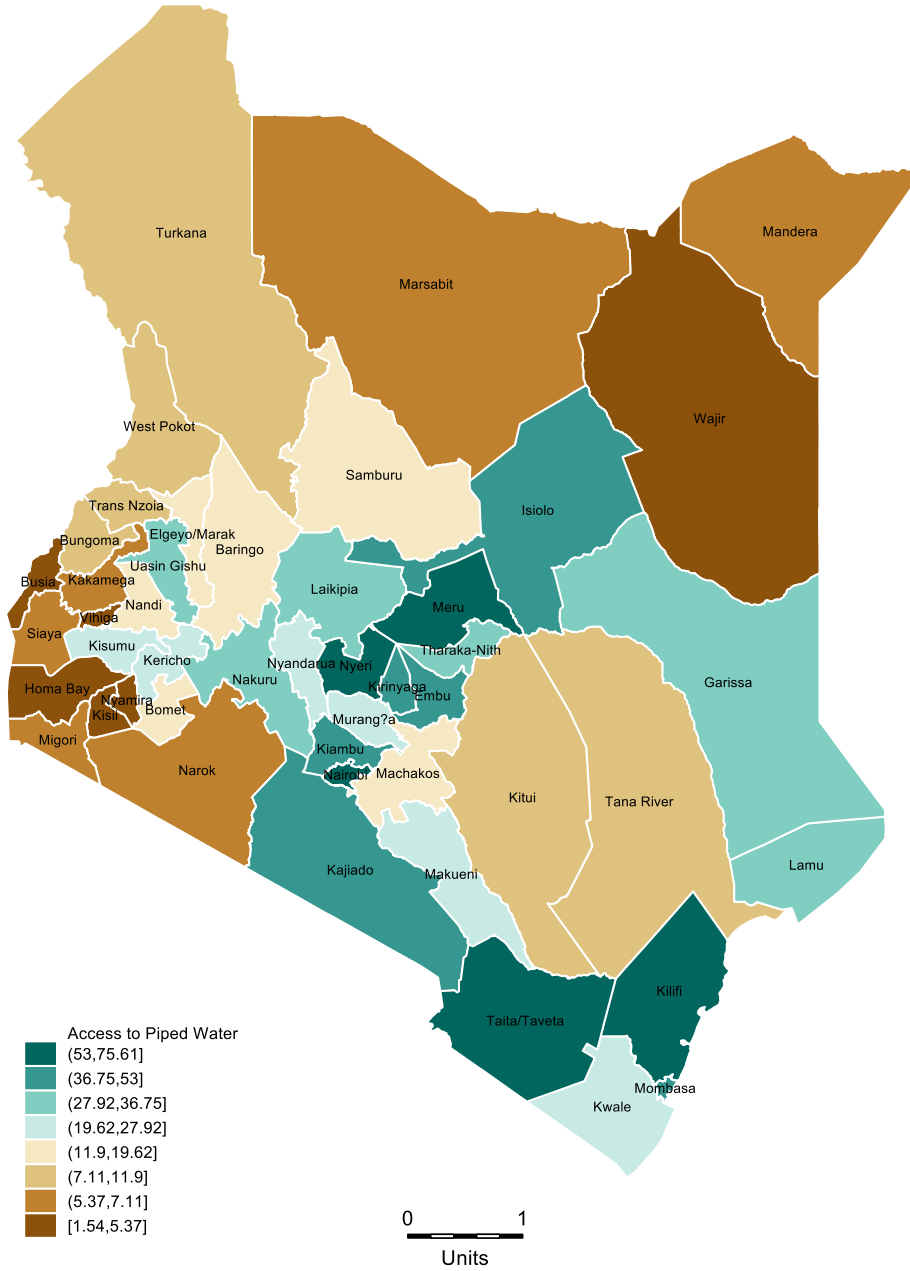 Turkana
Mandera
Marsabit
Wajir
West Pokot
Samburu
Trans Nzoia
Isiolo
Elgeyo/Marak
Bungoma
Baringo
Uasin Gishu
Busia
Kakamega
Laikipia
Nandi
Meru
Vihiga
Siaya
Kisumu
Tharaka-Nith
Kericho
Nyandarua
Nyeri
Nakuru
Garissa
Homa Bay
Kirinyaga
Embu
Nyamira
Bomet
Kisii
Murang?a
Migori
Kiambu
Narok
Nairobi
Machakos
Kitui
Tana River
Kajiado
Makueni
Lamu
Kilifi
Taita/Taveta
Mombasa
Kwale
Access to Piped Water
(53,75.61]
(36.75,53]
(27.92,36.75]
(19.62,27.92]
(11.9,19.62]
(7.11,11.9]
(5.37,7.11]
[1.54,5.37]
0 1
Units